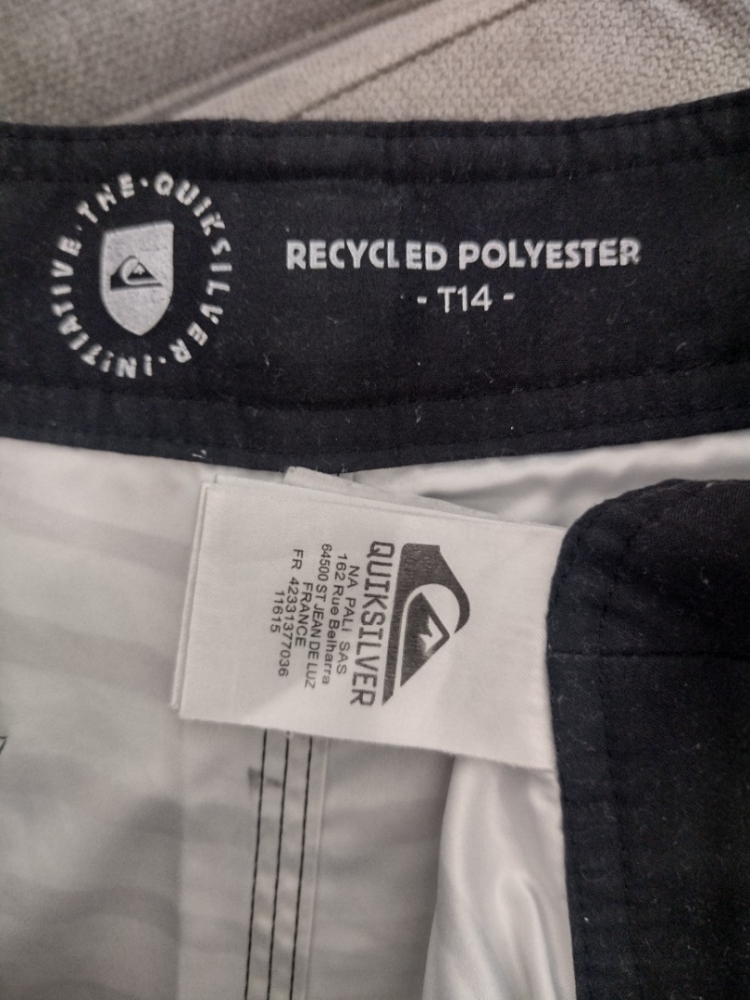 THE · QUIKSILVER · INITIATIVE ·
RECYCLED POLYESTER
- T14 -
QUIKSILVER
NA PALI SAS
162 Rue Belharra
64500 ST JEAN DE LUZ
FRANCE
FR 42331377036
11615